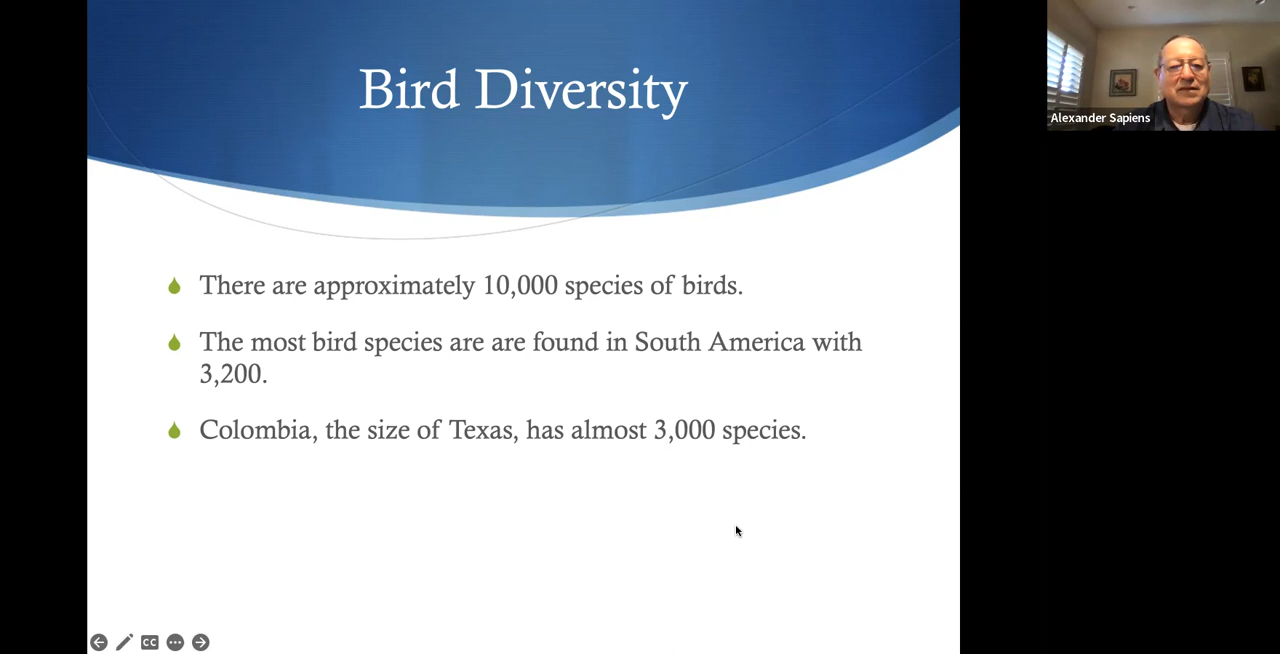 Bird Diversity
There are approximately 10,000 species of birds.
The most bird species are are found in South America with
3,200.
Colombia, the size of Texas, has almost 3,000 species.
Alexander Sapiens
CC